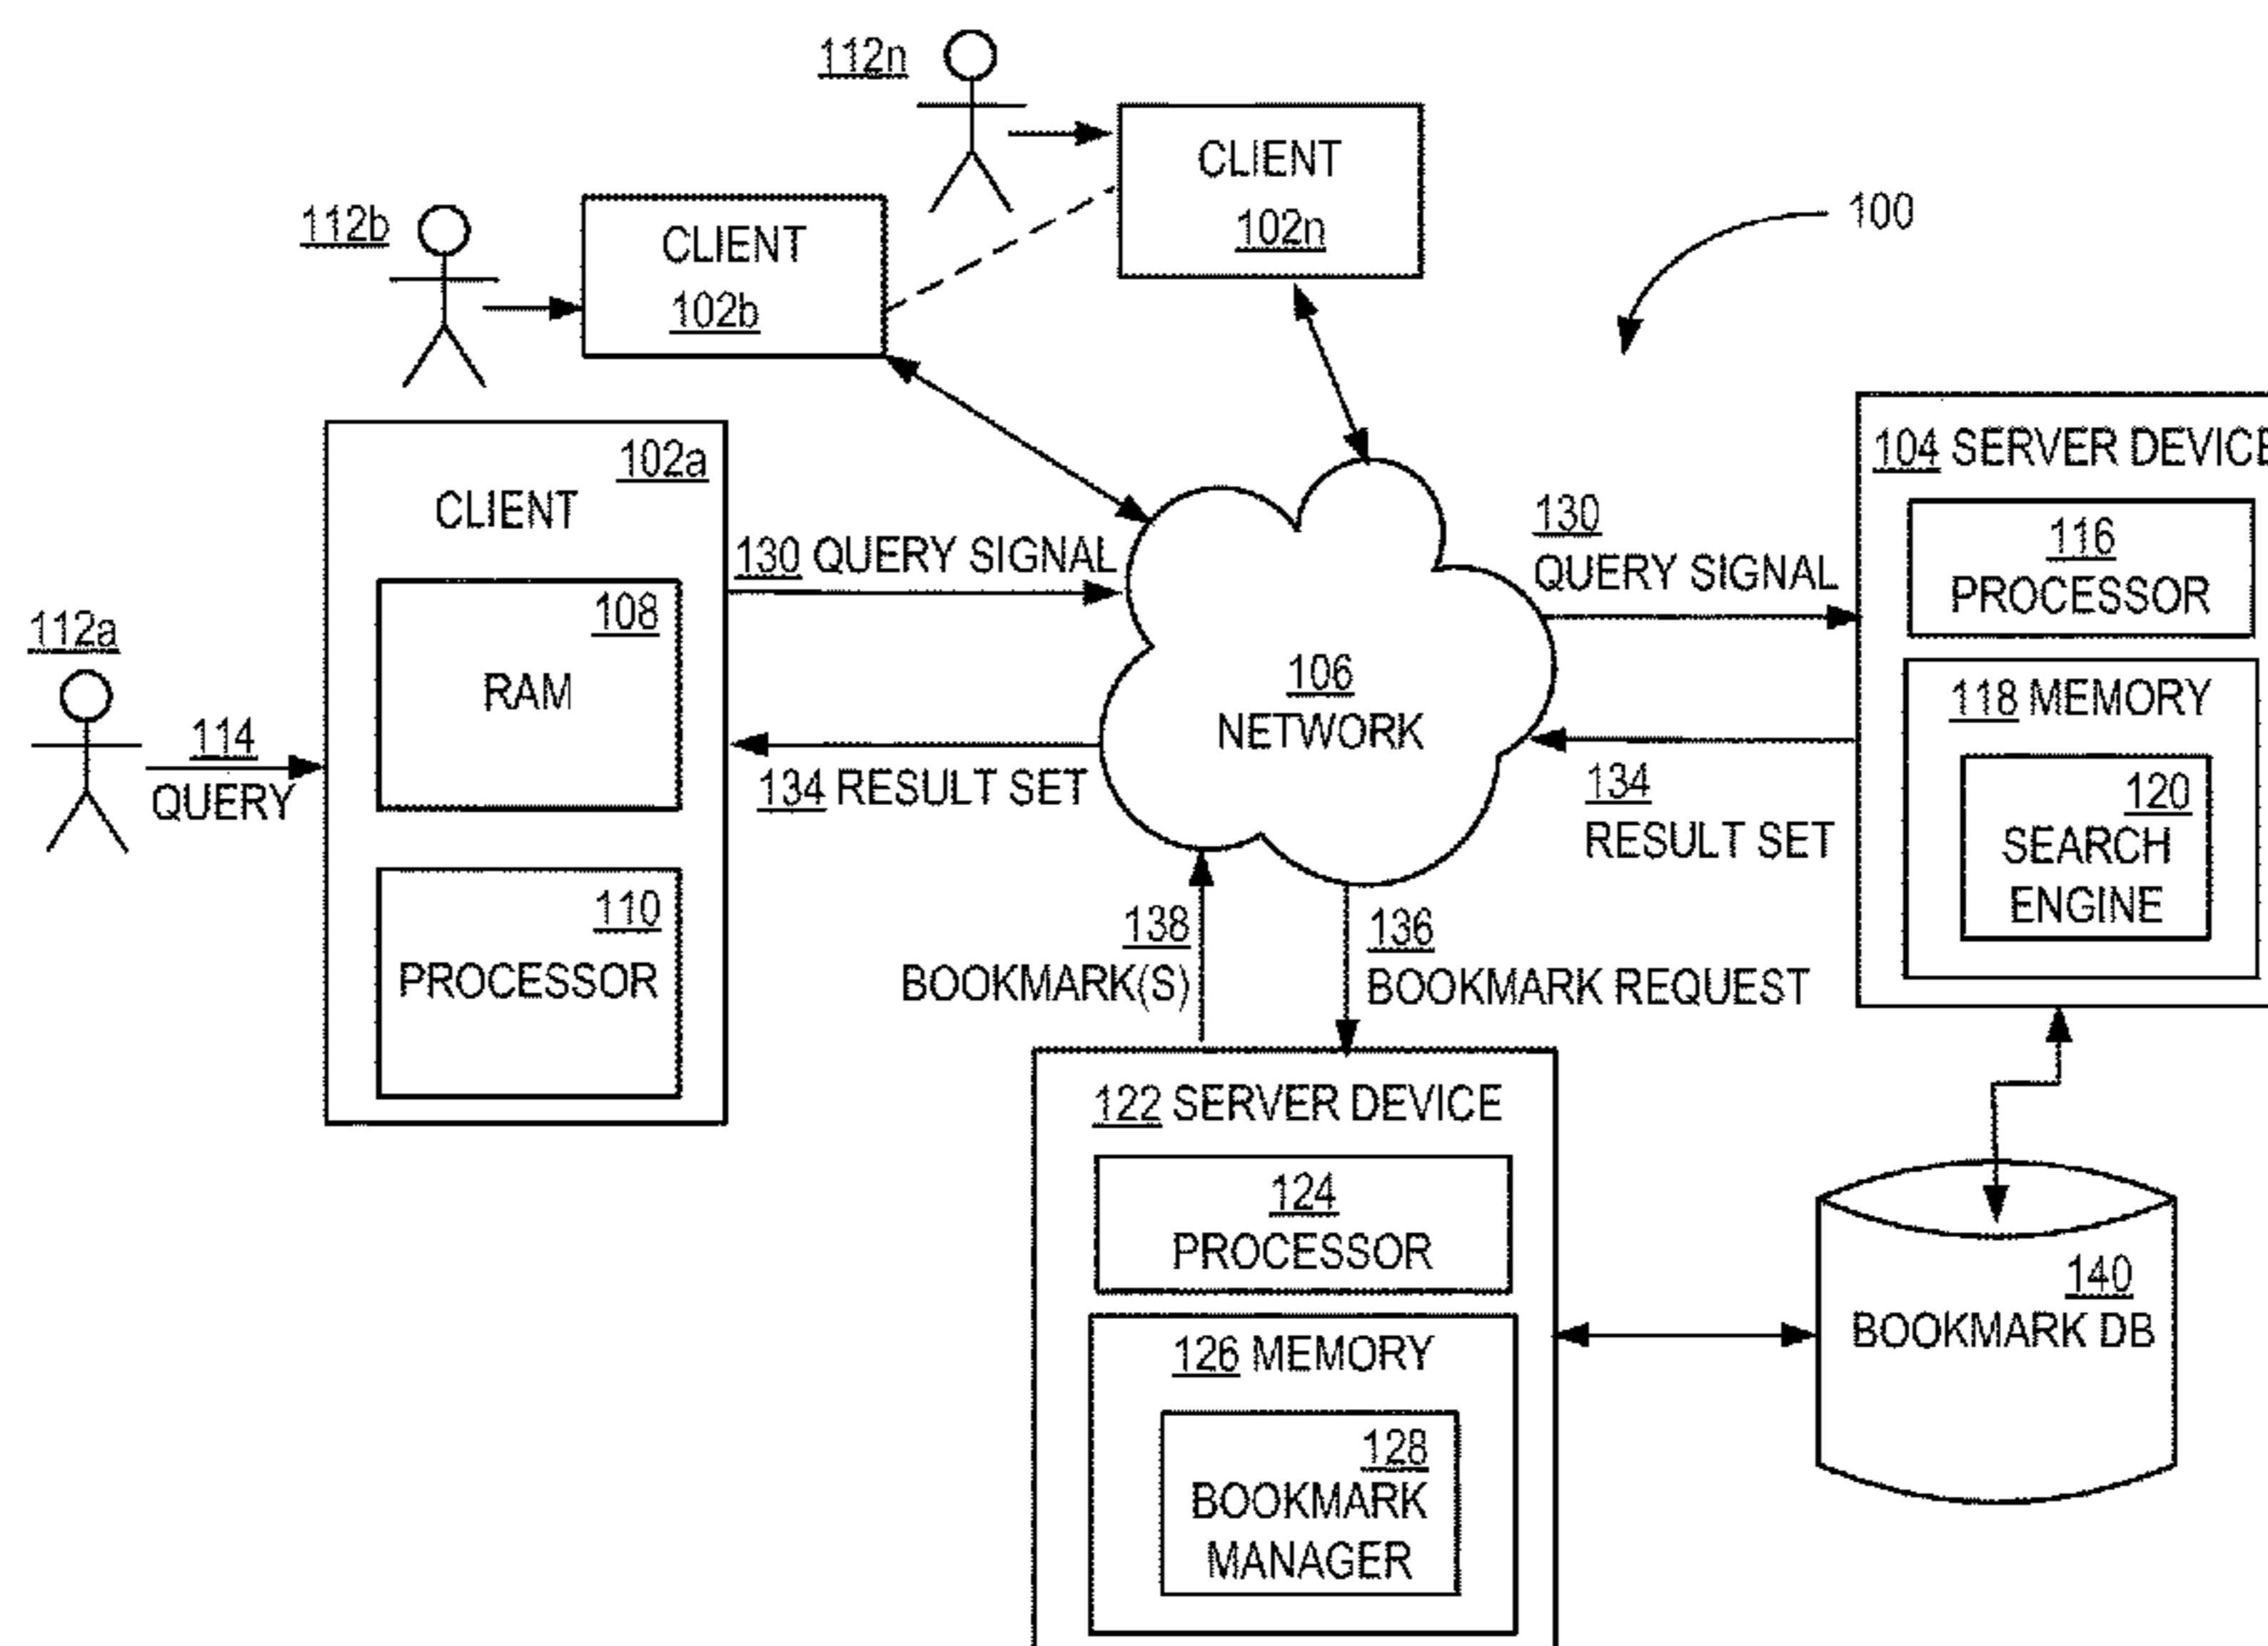 112n
CLIENT
102n
100
112b
CLIENT
102b
102a
CLIENT
108
RAM
110
PROCESSOR
112a
114
QUERY
130 QUERY SIGNAL
134 RESULT SET
106
NETWORK
130
QUERY SIGNAL
134
RESULT SET
104 SERVER DEVICE
116
PROCESSOR
118 MEMORY
120
SEARCH
ENGINE
138
BOOKMARK(S)
136
BOOKMARK REQUEST
122 SERVER DEVICE
124
PROCESSOR
126 MEMORY
128
BOOKMARK
MANAGER
140
BOOKMARK DB